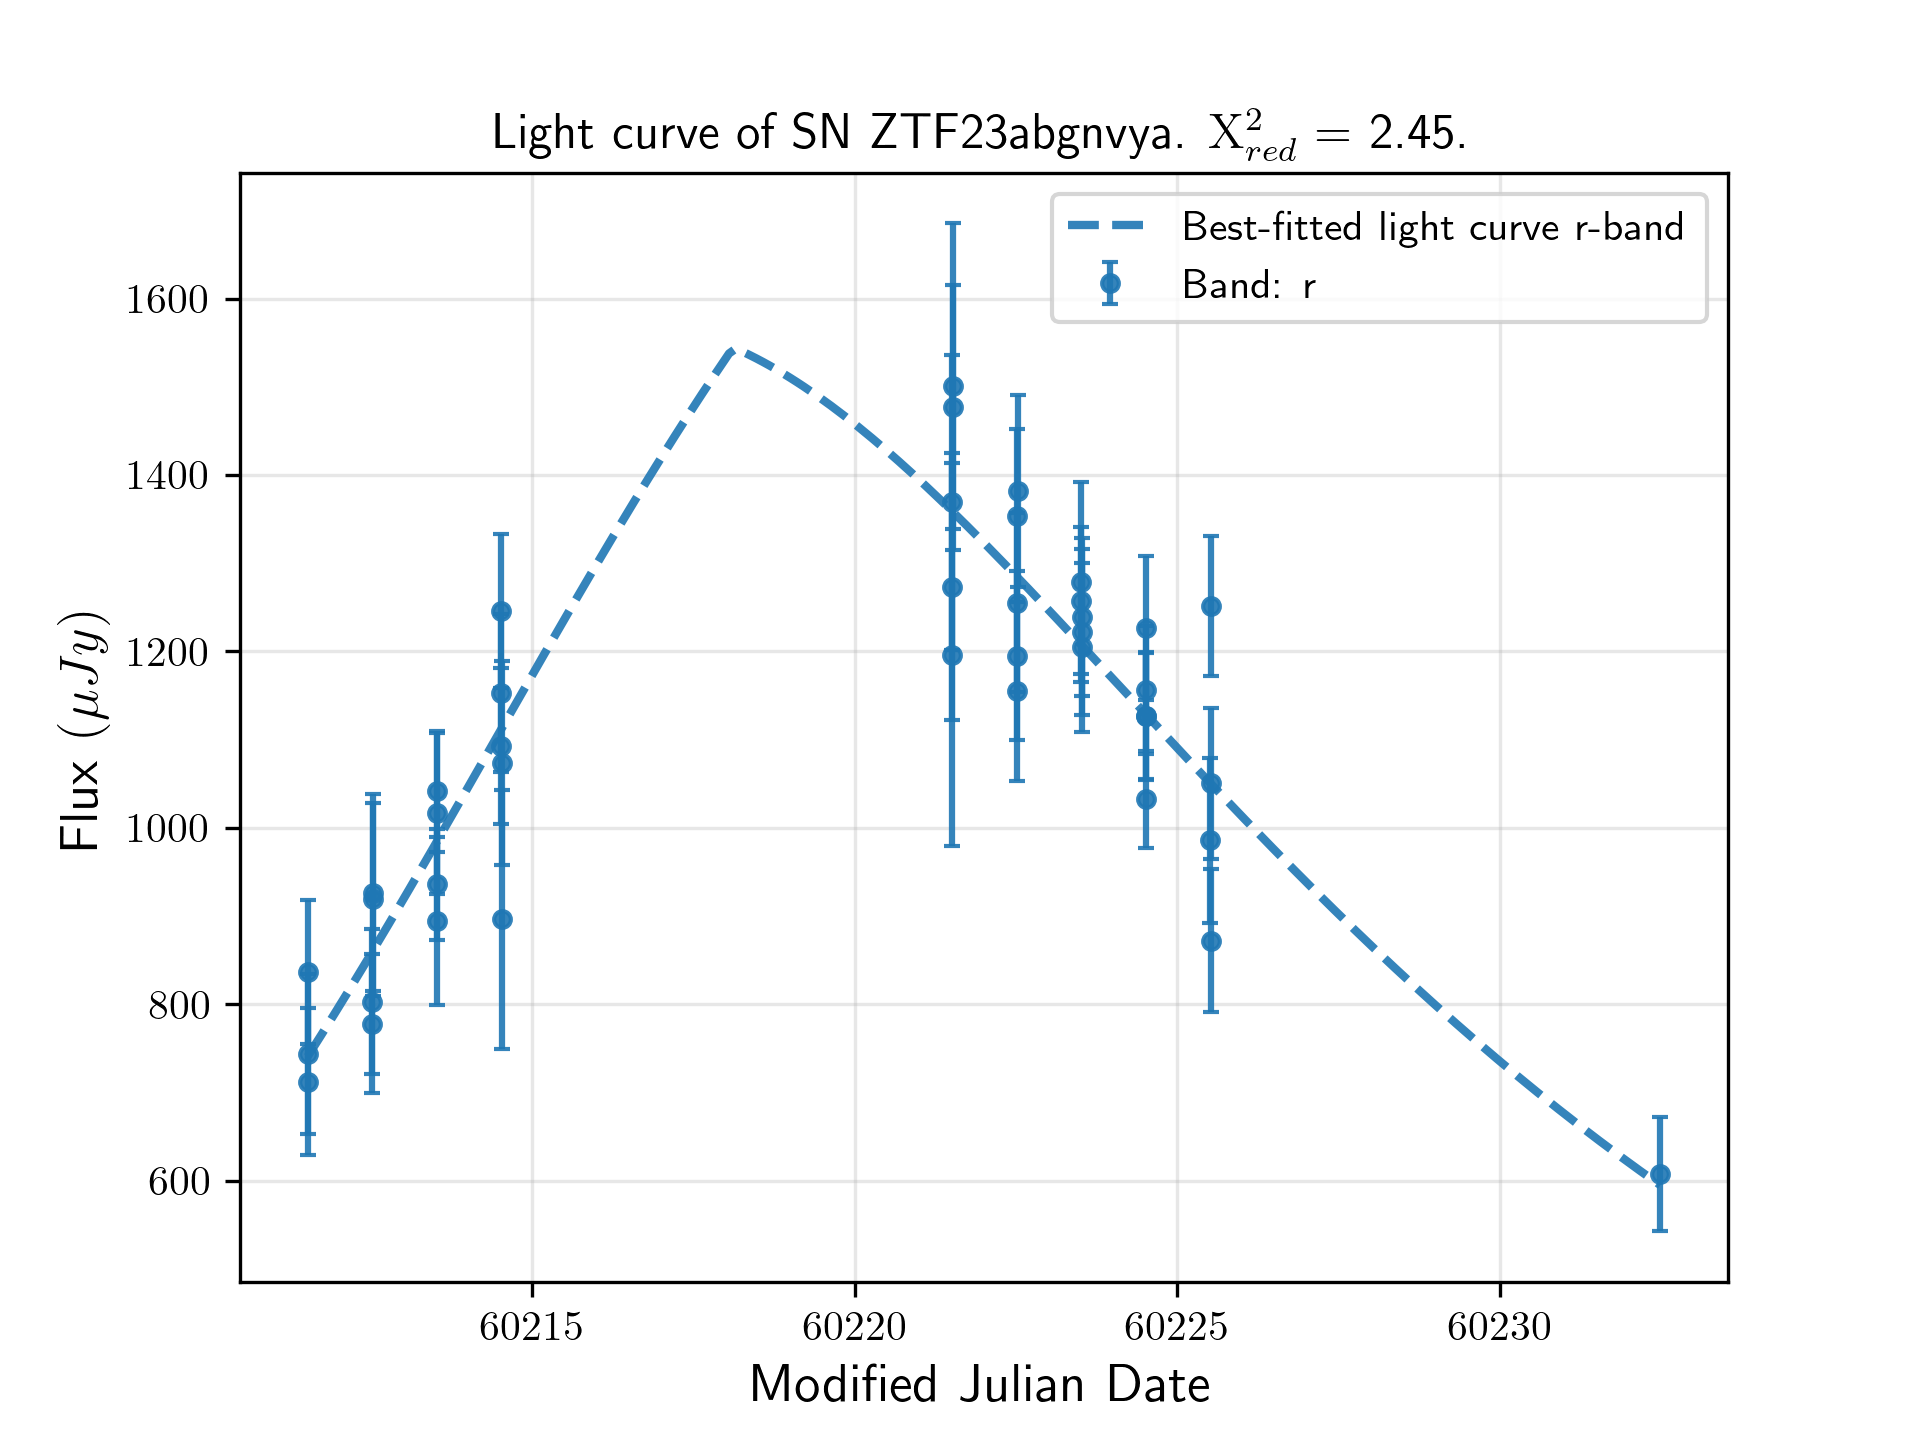 Light curve of SN ZTF23abgnvya. X²_red = 2.45.
Best-fitted light curve r-band
Band: r
1600
1400
1200
1000
800
600
Flux (μJy)
60215 60220 60225 60230
Modified Julian Date